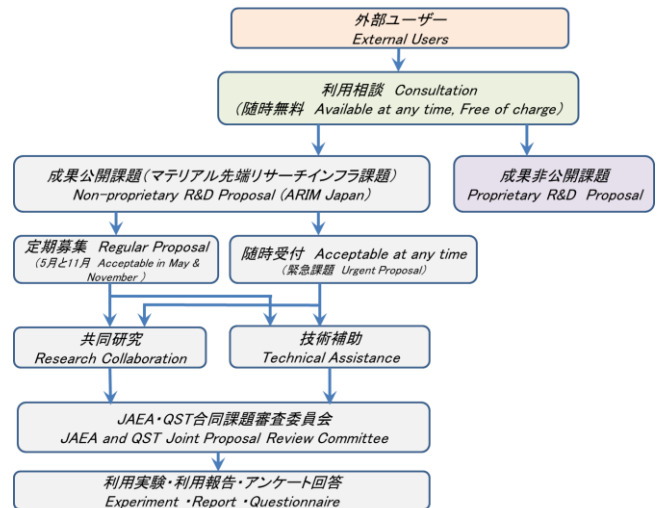 外部ユーザー
External Users
利用相談 Consultation
（随時無料 Available at any time, Free of charge）
成果公開課題（マテリアル先端リサーチインフラ課題）
Non-proprietary R&D Proposal (ARIM Japan)
成果非公開課題
Proprietary R&D Proposal
定期募集 Regular Proposal
（5月と11月 Acceptable in May &
November ）
随時受付 Acceptable at any time
（緊急課題 Urgent Proposal）
共同研究
Research Collaboration
技術補助
Technical Assistance
JAEA・QST合同課題審査委員会
JAEA and QST Joint Proposal Review Committee
利用実験・利用報告・アンケート回答
Experiment ・Report ・Questionnaire